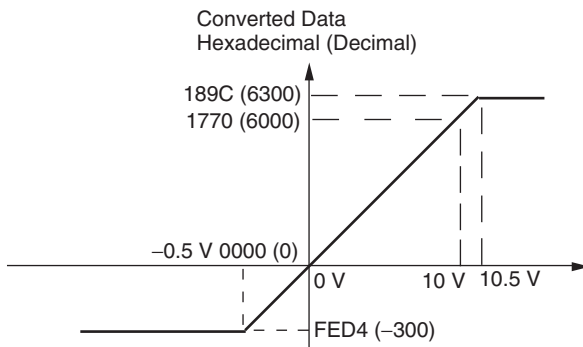 Converted Data
Hexadecimal (Decimal)
189C (6300)
1770 (6000)
−0.5 V 0000 (0)
0 V
10 V
10.5 V
FED4 (−300)